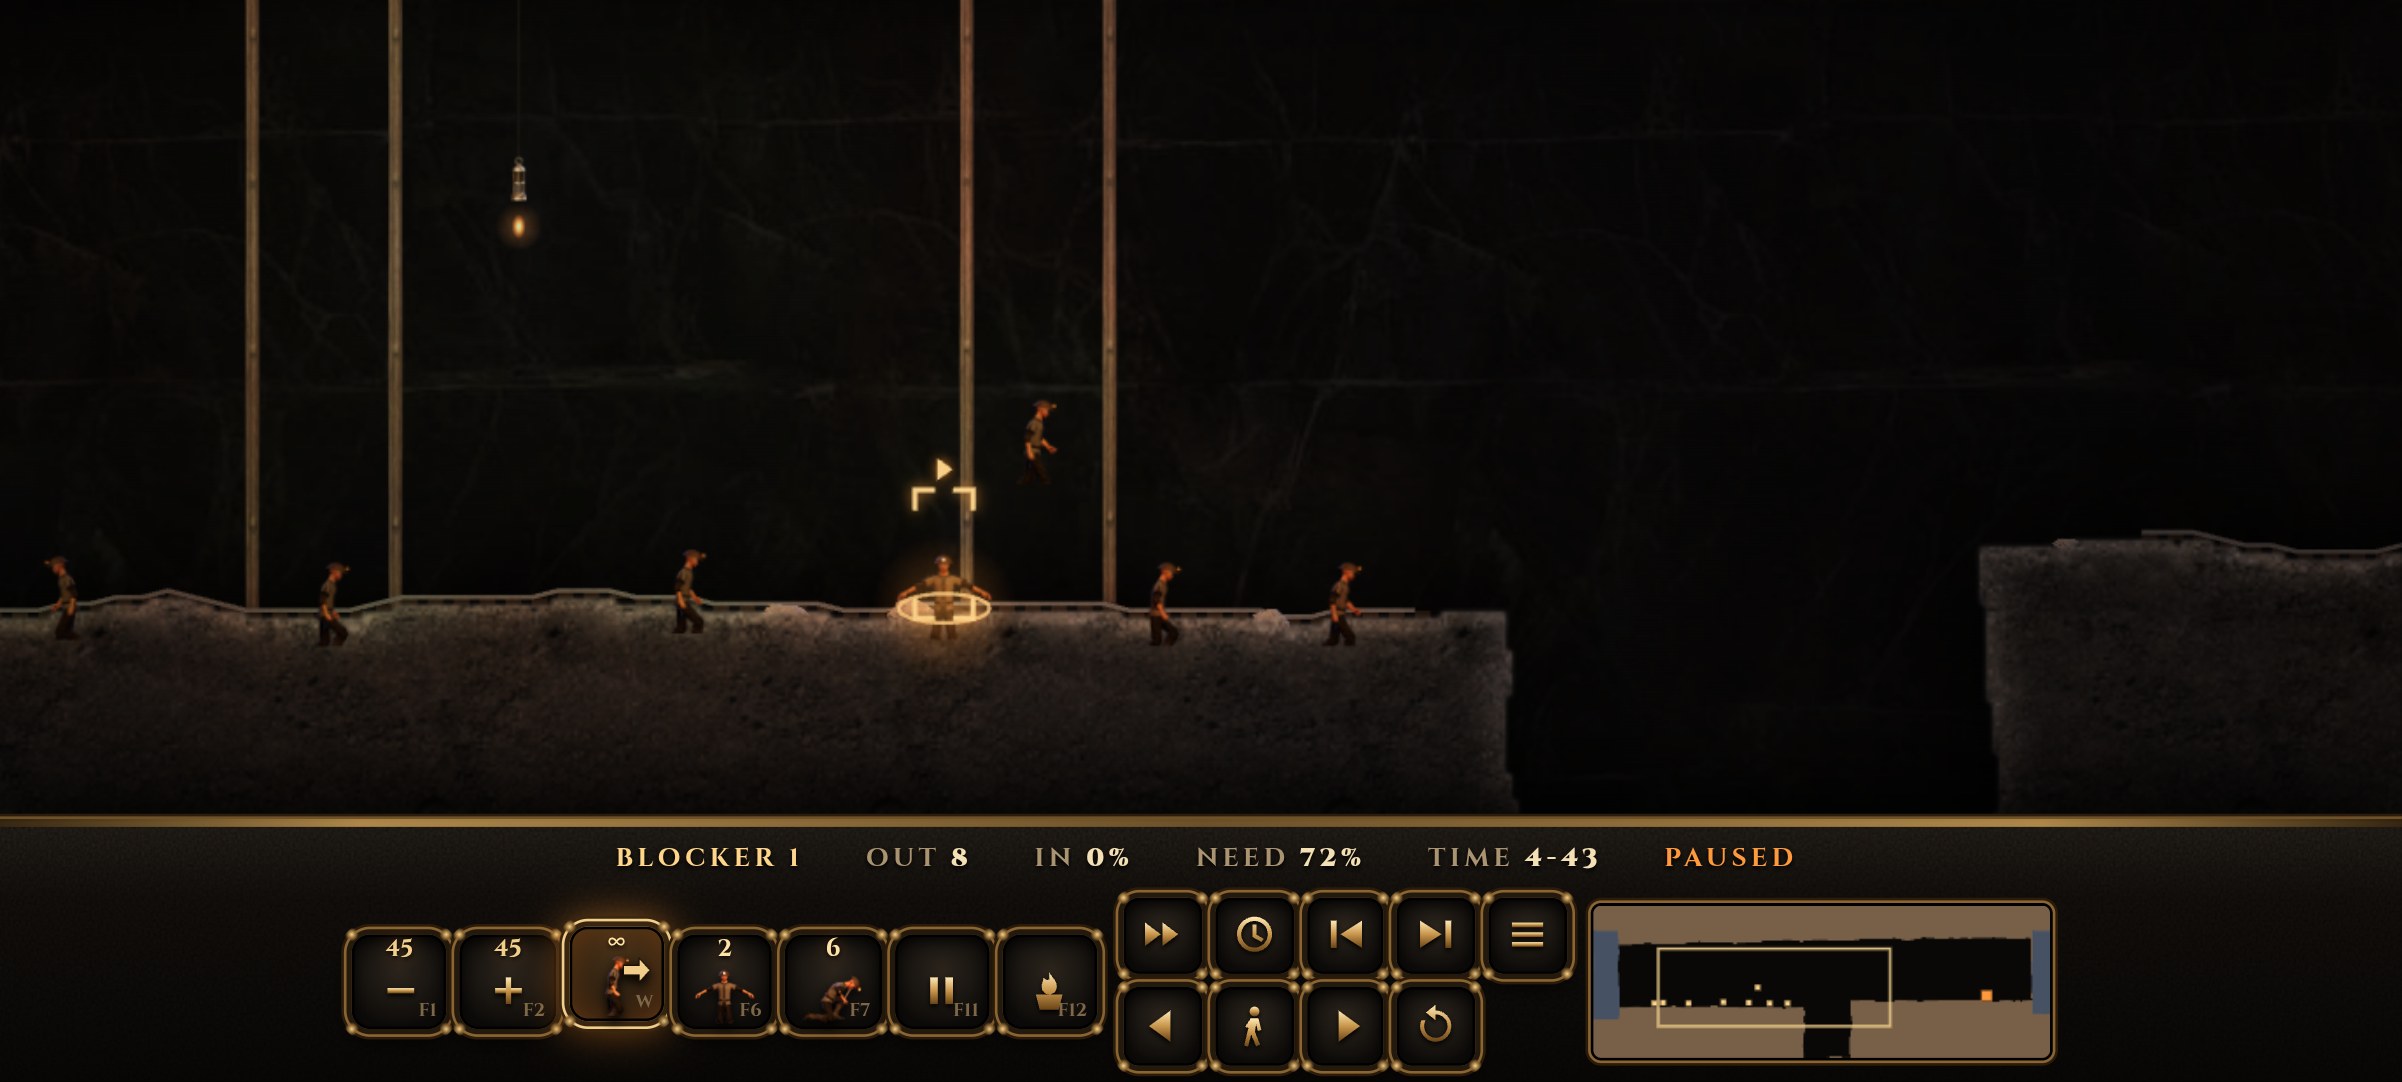 BLOCKER 1 OUT 8 IN 0% NEED 72% TIME 4-43 PAUSED
45 45 ∞ 2 6
F1 F2 W F6 F7 F11 F12